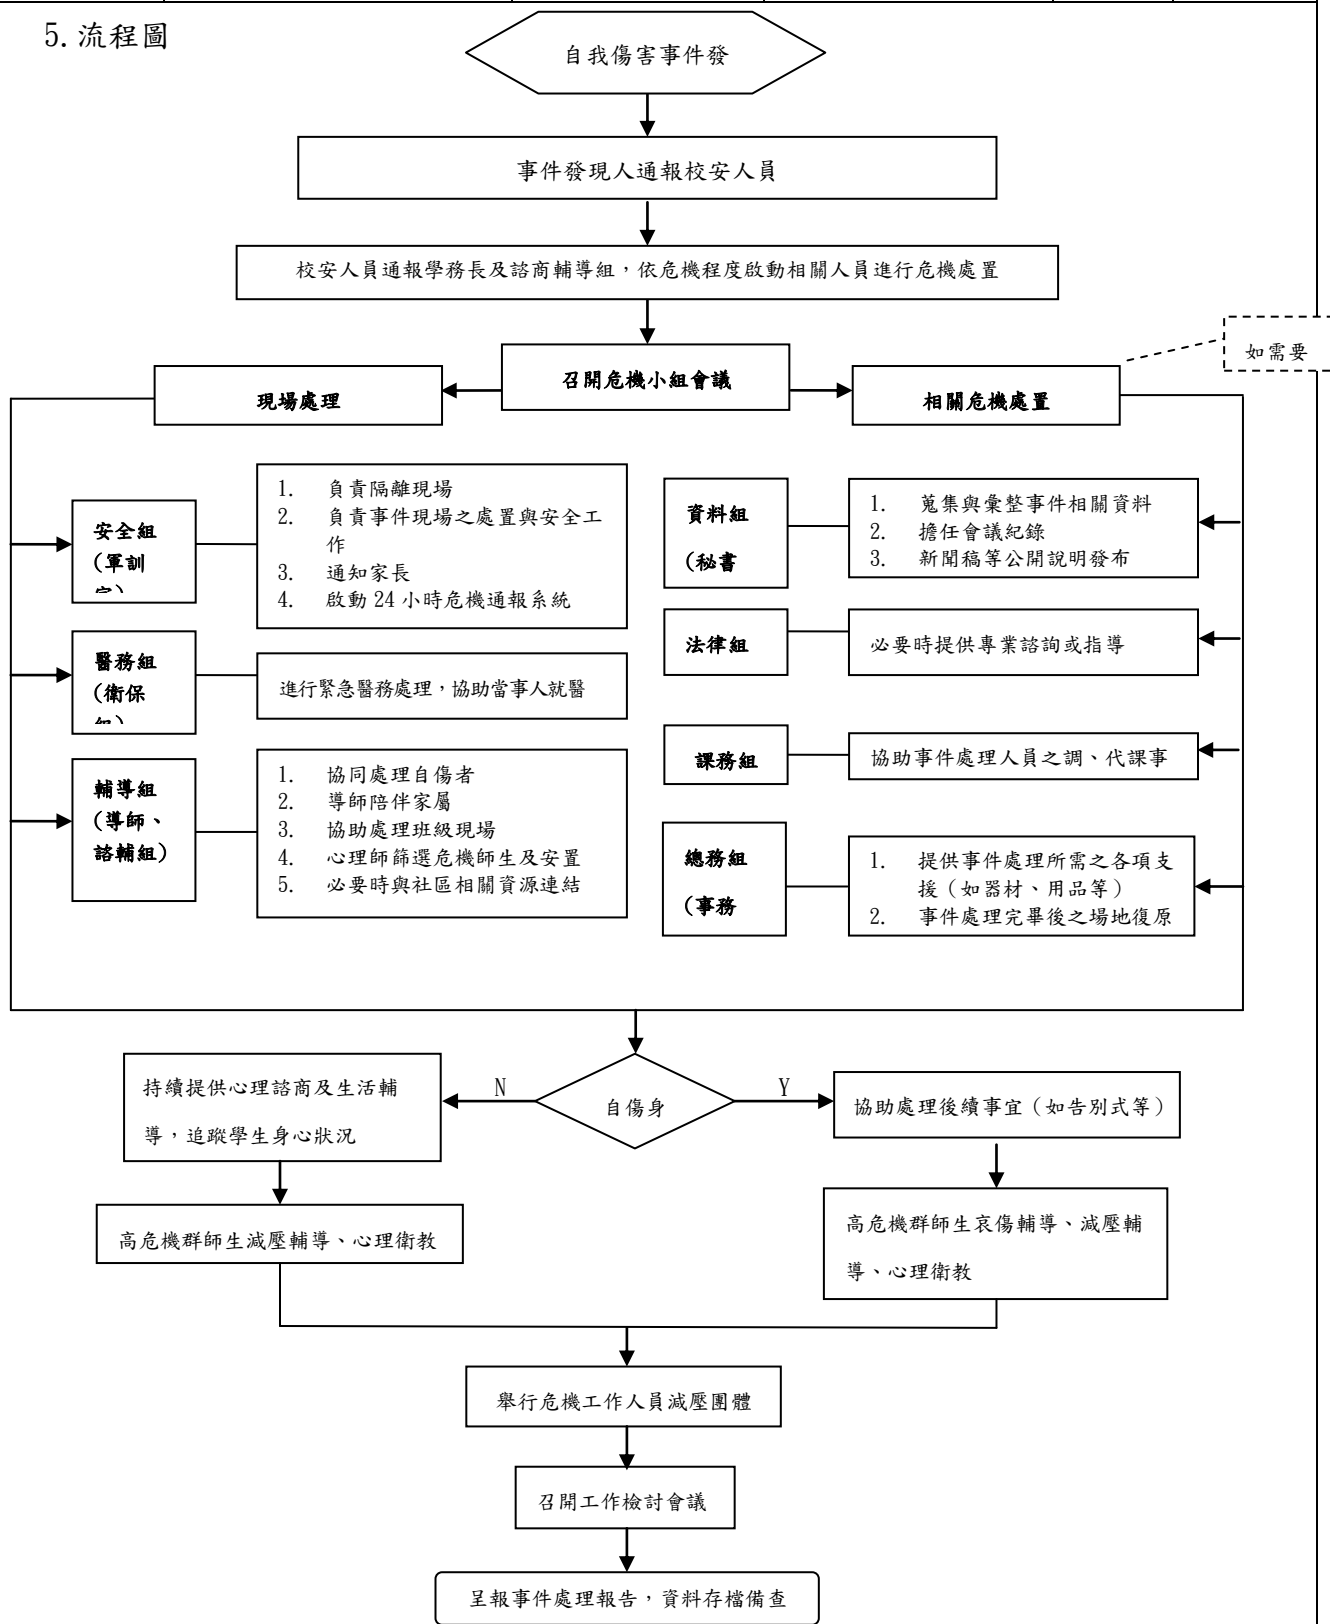 5.流程圖
自我傷害事件發
事件發現人通報校安人員
校安人員通報學務長及諮商輔導組，依危機程度啟動相關人員進行危機處置
如需要
召開危機小組會議
現場處理
相關危機處置
安全組
(軍訓
1. 負責隔離現場
2. 負責事件現場之處置與安全工
作
3. 通知家長
4. 啟動 24 小時危機通報系統
醫務組
(衛保
進行緊急醫務處理，協助當事人就醫
輔導組
(導師、
諮輔組)
1. 協同處理自傷者
2. 導師陪伴家屬
3. 協助處理班級現場
4. 心理師篩選危機師生及安置
5. 必要時與社區相關資源連結
資料組
(秘書
1. 蒐集與彙整事件相關資料
2. 擔任會議紀錄
3. 新聞稿等公開說明發布
法律組
必要時提供專業諮詢或指導
課務組
協助事件處理人員之調、代課事
總務組
(事務
1. 提供事件處理所需之各項支
援（如器材、用品等）
2. 事件處理完畢後之場地復原
自傷身
N
Y
持續提供心理諮商及生活輔
導，追蹤學生身心狀況
協助處理後續事宜（如告別式等）
高危機群師生減壓輔導、心理衛教
高危機群師生哀傷輔導、減壓輔
導、心理衛教
舉行危機工作人員減壓團體
召開工作檢討會議
呈報事件處理報告，資料存檔備查